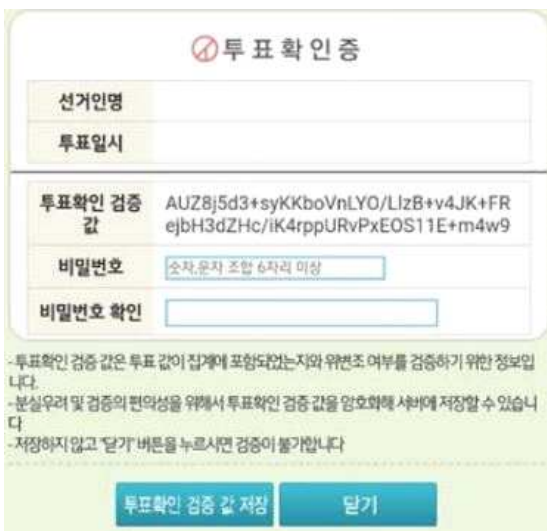 투표확인증
선거인명
투표일시
투표확인 검증
값
AUZ8j5d3+syKKboVnLYO/LIzB+v4JK+FR
ejbH3dZHc/iK4rppURvPxEOS11E+m4w9
비밀번호
숫자,문자 조합 6자리 이상
비밀번호 확인
- 투표확인 검증 값은 투표 값이 집계에 포함되었는지와 위변조 여부를 검증하기 위한 정보입
니다.
- 분실우려 및 검증의 편의성을 위해서 투표확인 검증 값을 암호화해 서버에 저장할 수 있습니
다
- 저장하지 않고 "닫기" 버튼을 누르시면 검증이 불가합니다
투표확인 검증 값 저장
닫기